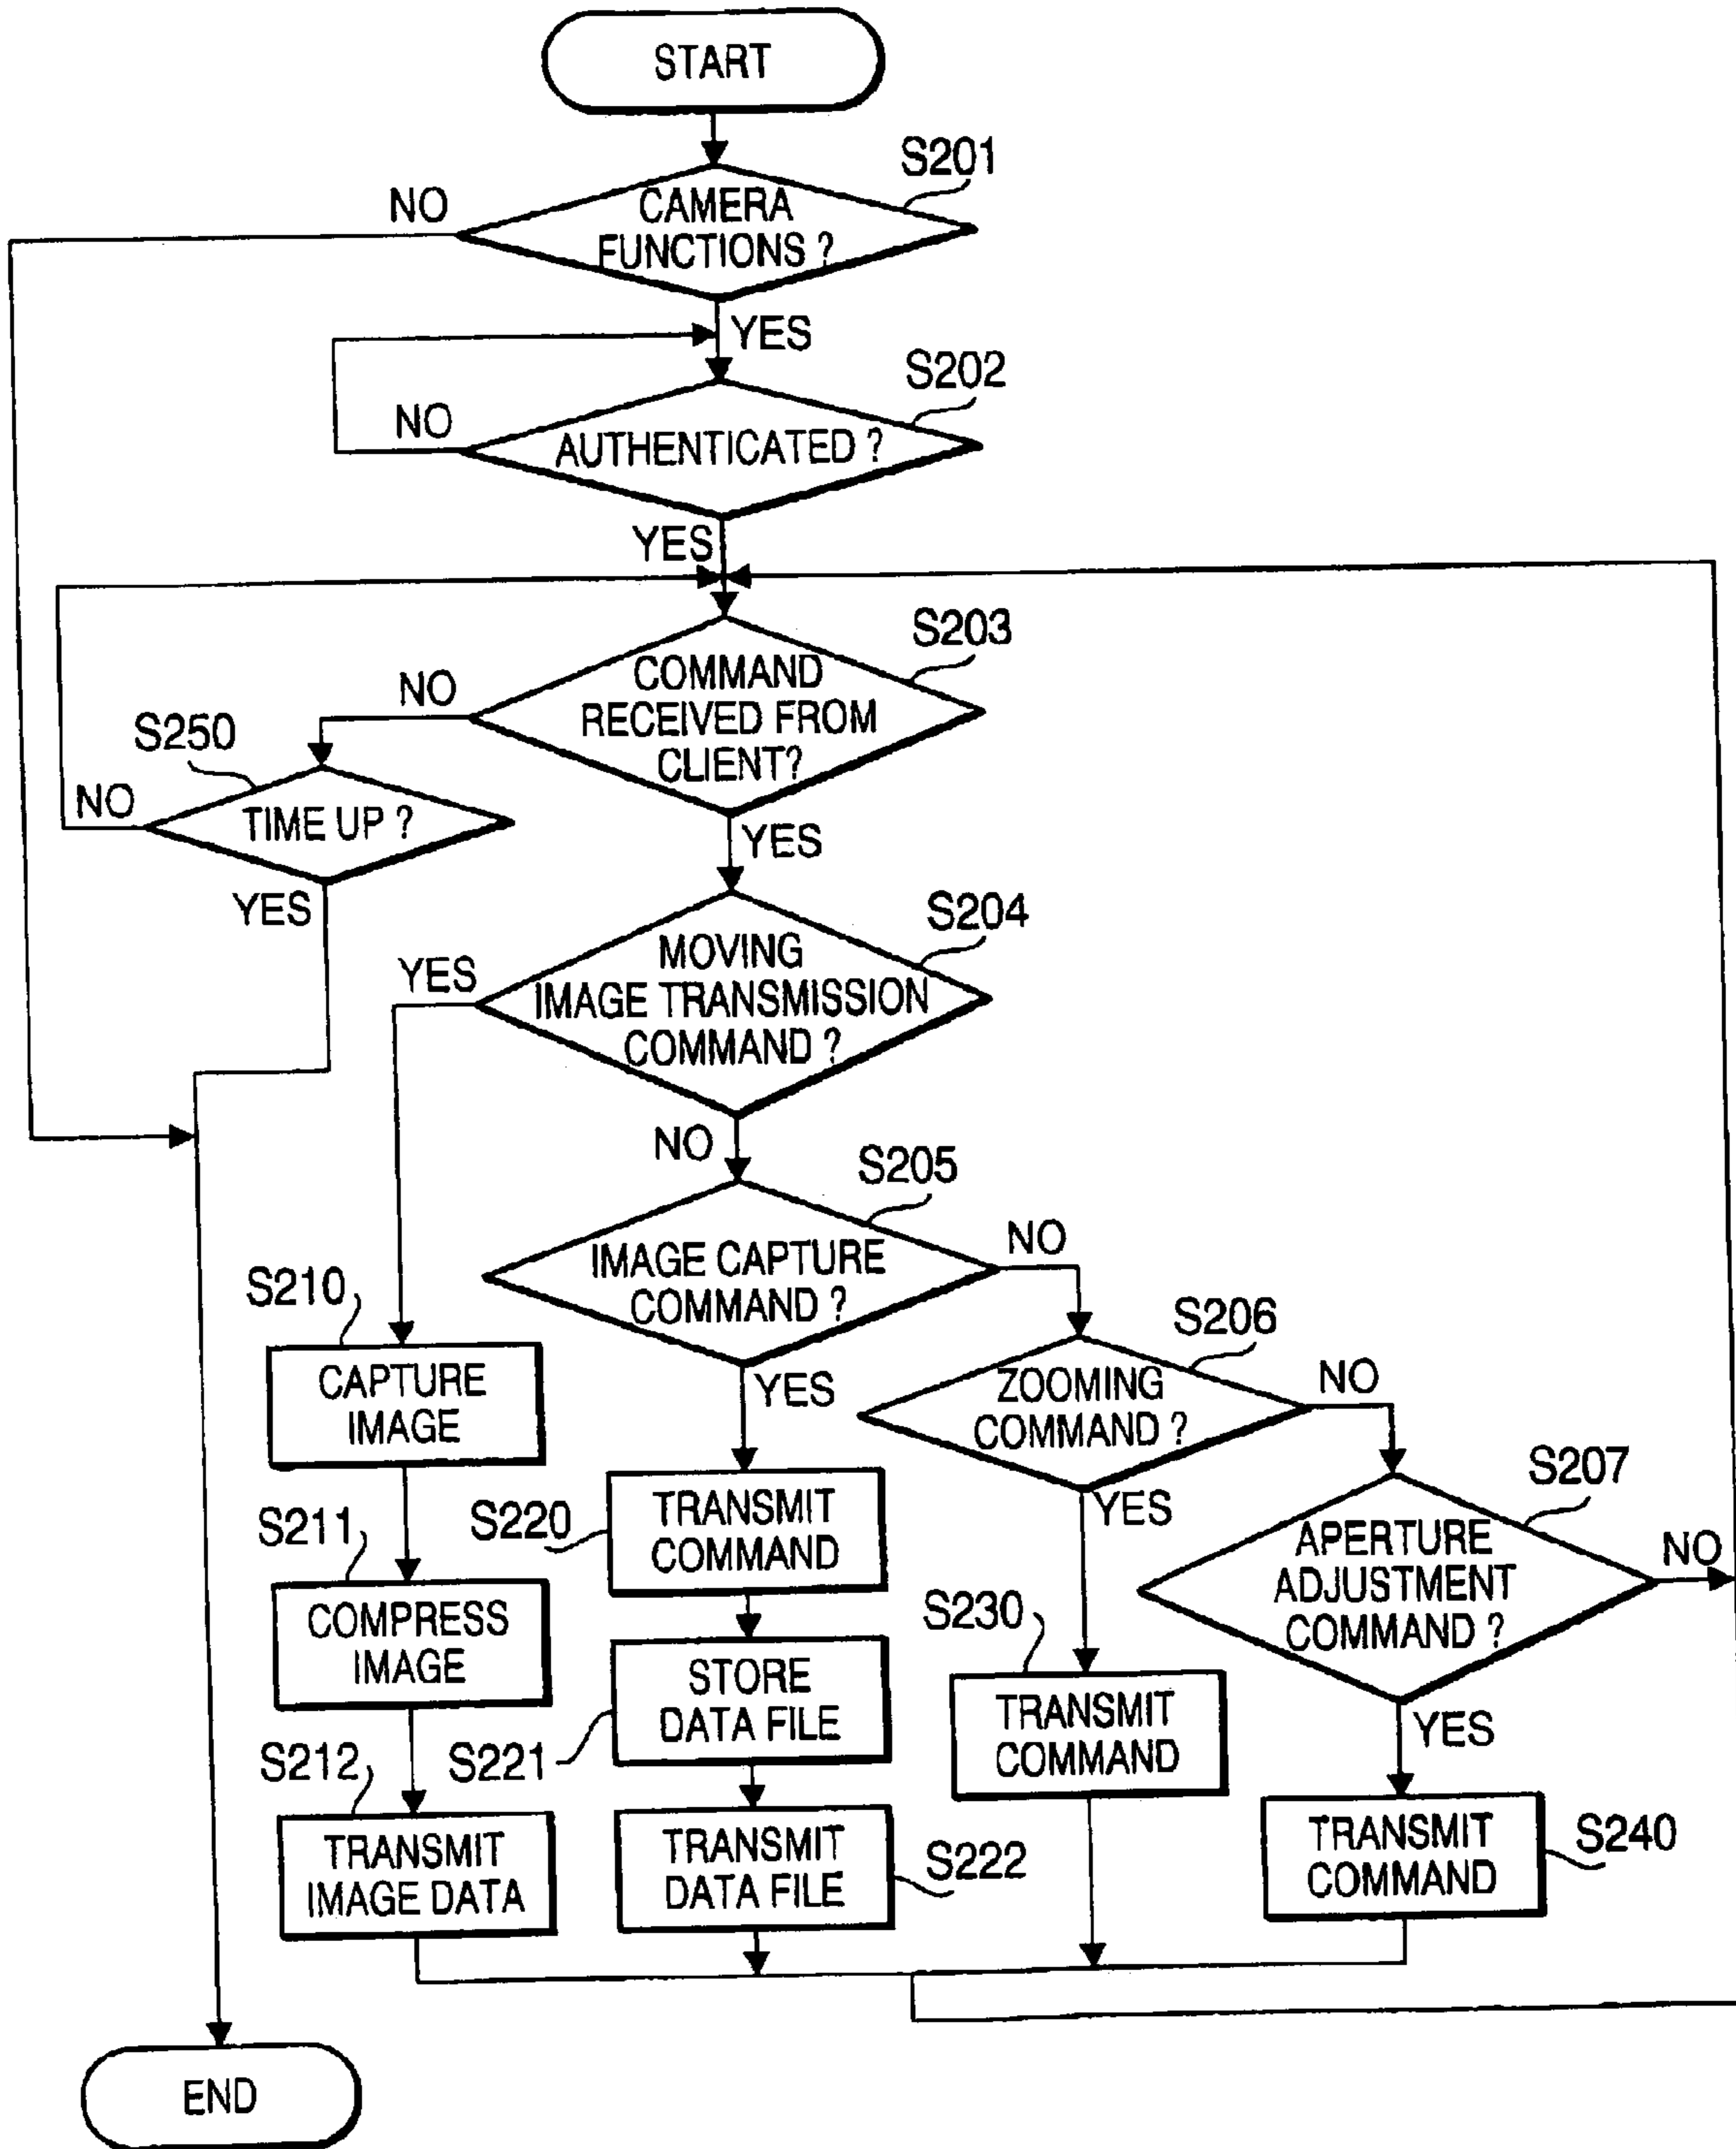 START
S201
NO
CAMERA
FUNCTIONS ?
YES
S202
NO
AUTHENTICATED ?
YES
S203
NO
COMMAND
RECEIVED FROM
CLIENT?
S250
NO
TIME UP ?
YES
YES
S204
YES
MOVING
IMAGE TRANSMISSION
COMMAND ?
NO
S205
NO
IMAGE CAPTURE
COMMAND ?
S210
CAPTURE
IMAGE
YES
S206
NO
ZOOMING
COMMAND ?
YES
S207
NO
APERTURE
ADJUSTMENT
COMMAND ?
YES
S211
COMPRESS
IMAGE
S220
TRANSMIT
COMMAND
S230
TRANSMIT
COMMAND
S221
STORE
DATA FILE
S212
TRANSMIT
IMAGE DATA
TRANSMIT
DATA FILE
S222
TRANSMIT
COMMAND
S240
END